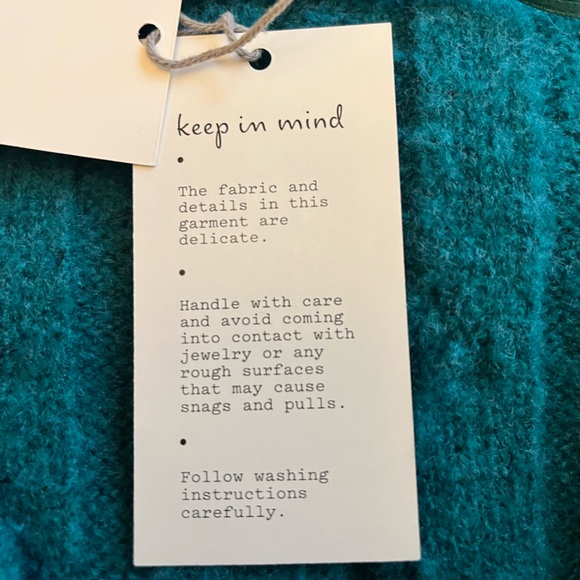 keep in mind
•
The fabric and
details in this
garment are
delicate.
•
Handle with care
and avoid coming
into contact with
jewelry or any
rough surfaces
that may cause
snags and pulls.
•
Follow washing
instructions
carefully.